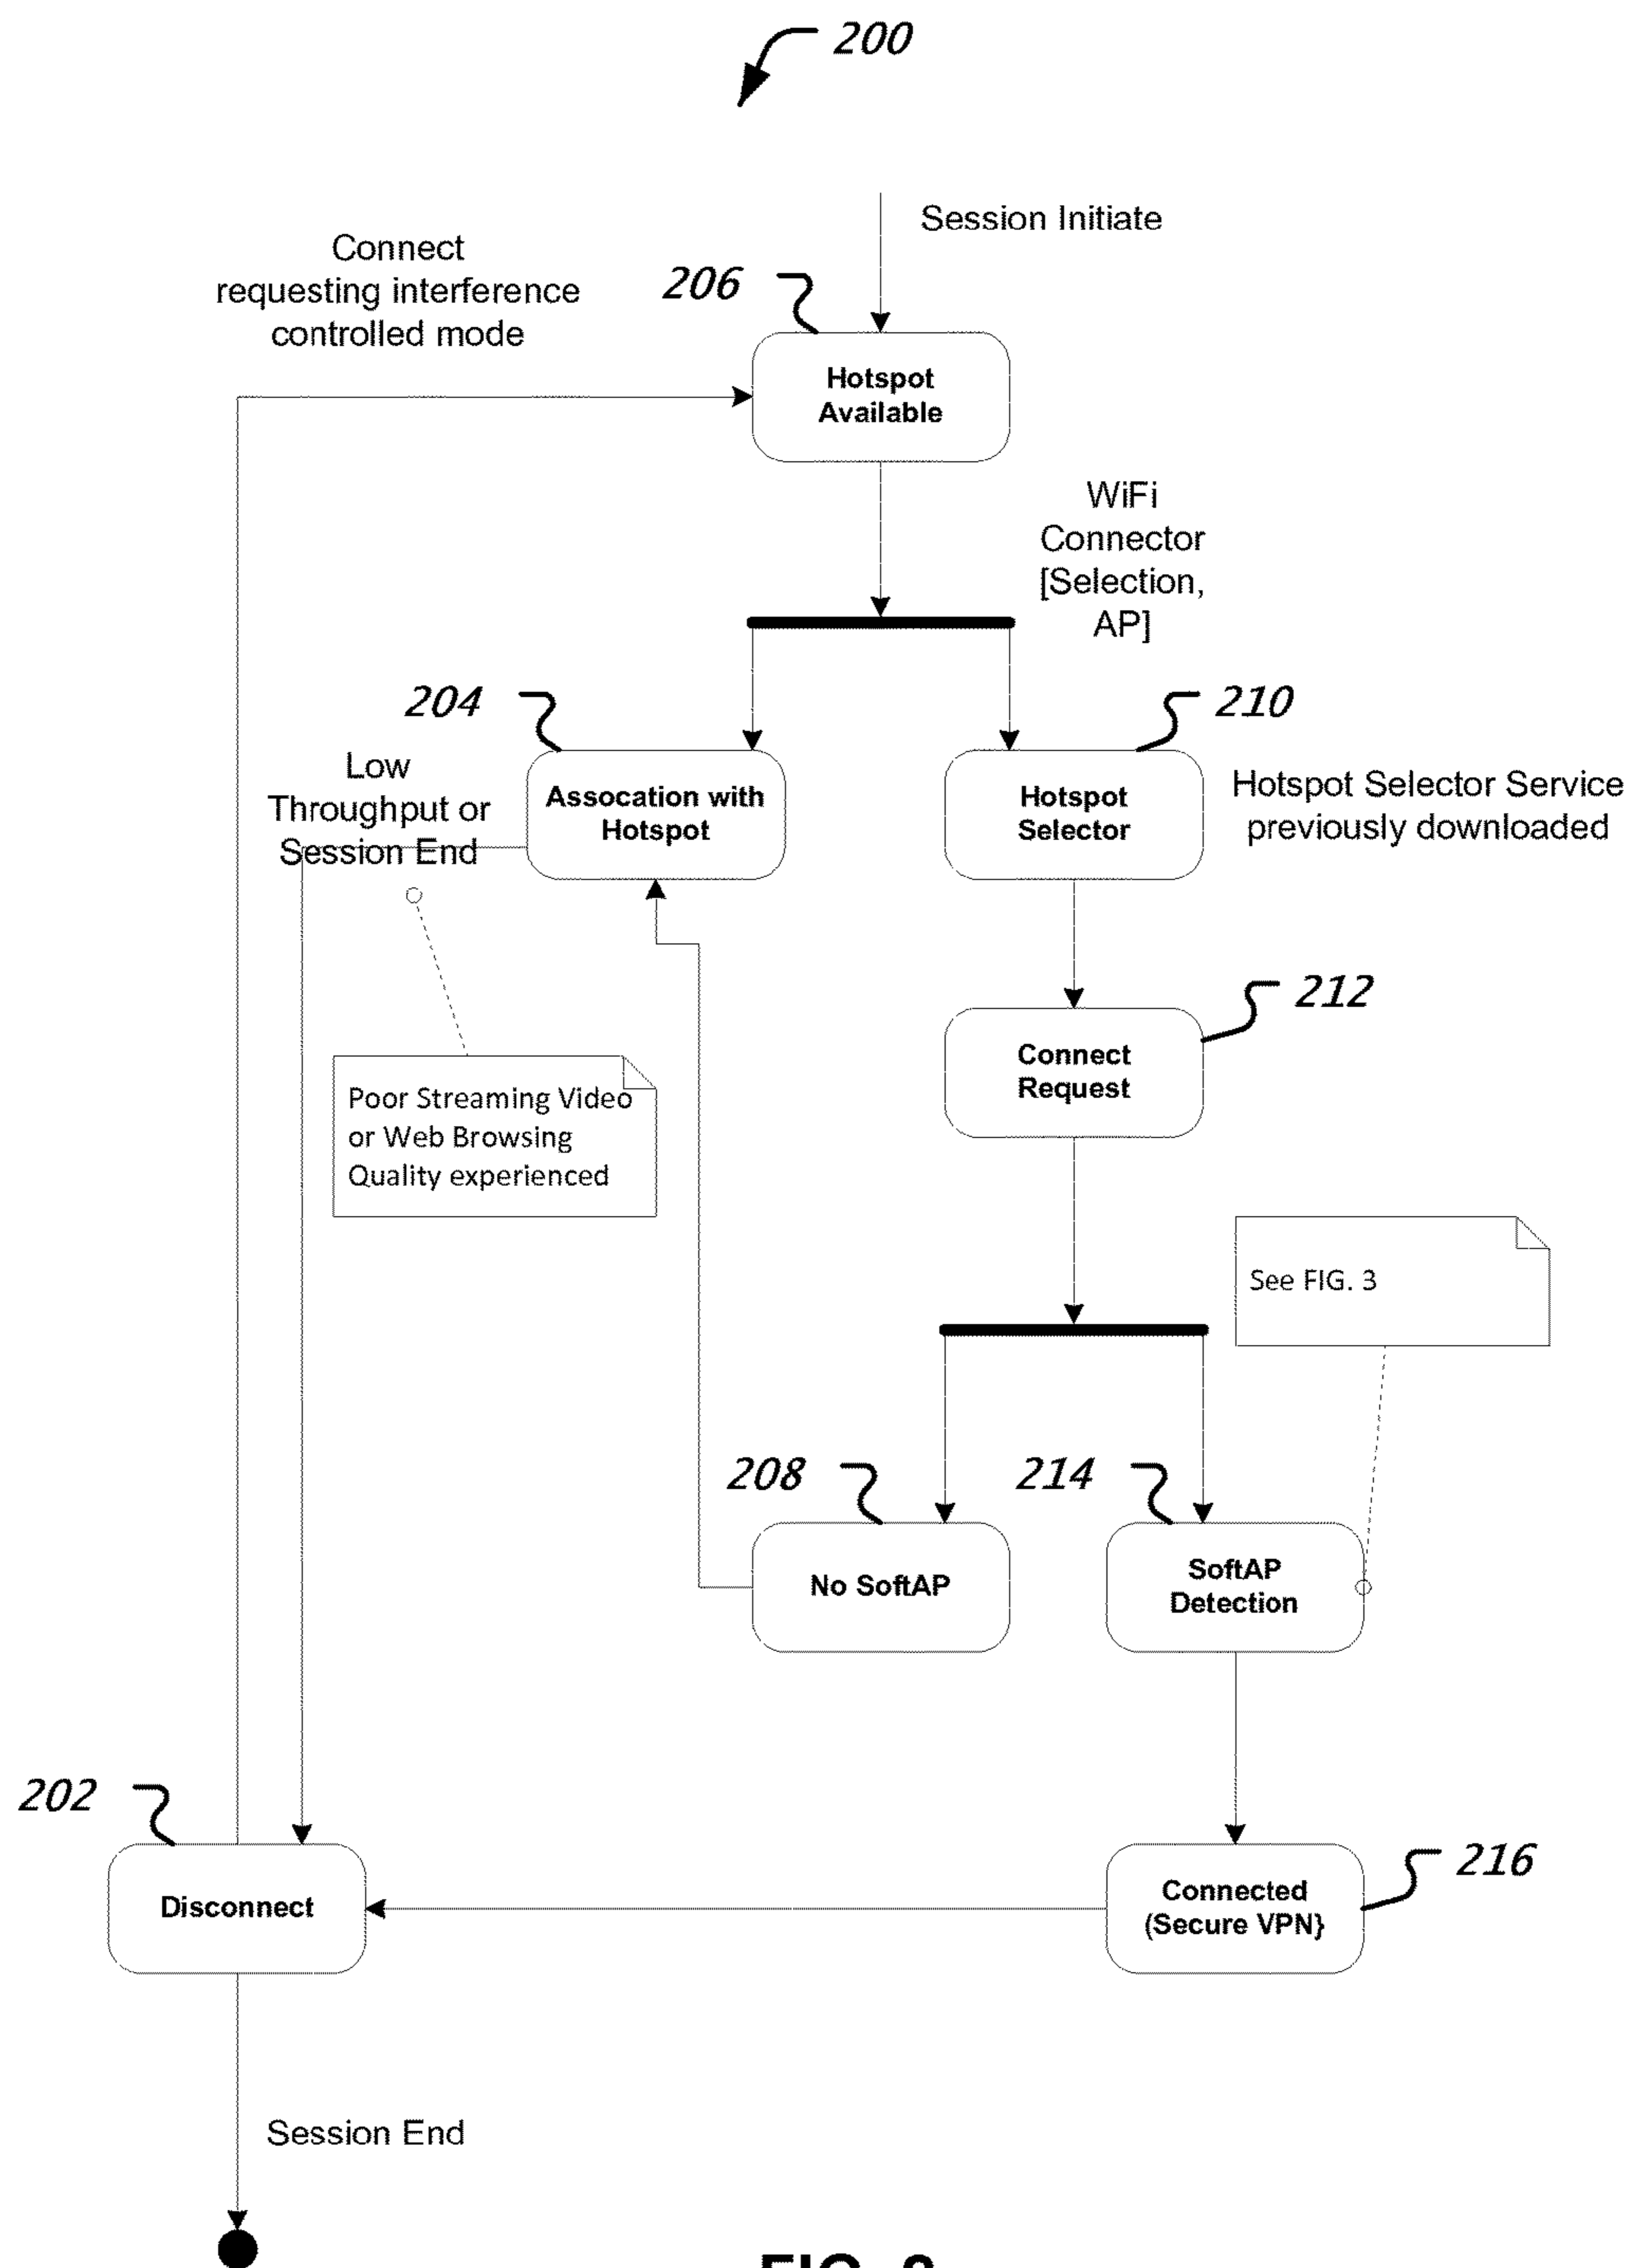 200
Session Initiate
Connect
requesting interference
controlled mode
206
Hotspot
Available
WiFi
Connector
[Selection,
AP]
204
210
Low
Throughput or
Session End
Assocation with
Hotspot
Hotspot
Selector
Hotspot Selector Service
previously downloaded
212
Connect
Request
Poor Streaming Video
or Web Browsing
Quality experienced
See FIG. 3
208
214
No SoftAP
SoftAP
Detection
202
216
Disconnect
Connected
(Secure VPN}
Session End